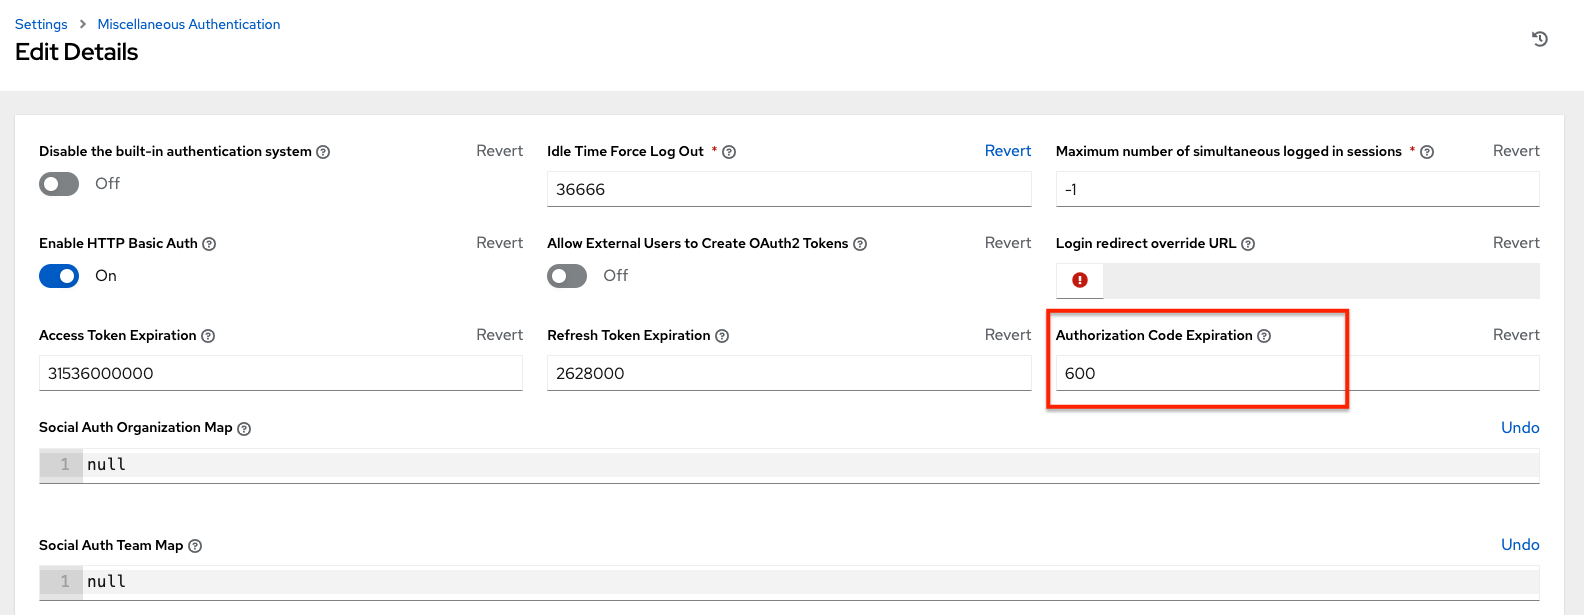 Settings > Miscellaneous Authentication
Edit Details
Disable the built-in authentication system Revert
Off
Idle Time Force Log Out * Revert
36666
Maximum number of simultaneous logged in sessions * Revert
-1
Enable HTTP Basic Auth Revert
On
Allow External Users to Create OAuth2 Tokens Revert
Off
Login redirect override URL Revert
Access Token Expiration Revert
31536000000
Refresh Token Expiration Revert
2628000
Authorization Code Expiration Revert
600
Social Auth Organization Map Undo
1 null
Social Auth Team Map Undo
1 null